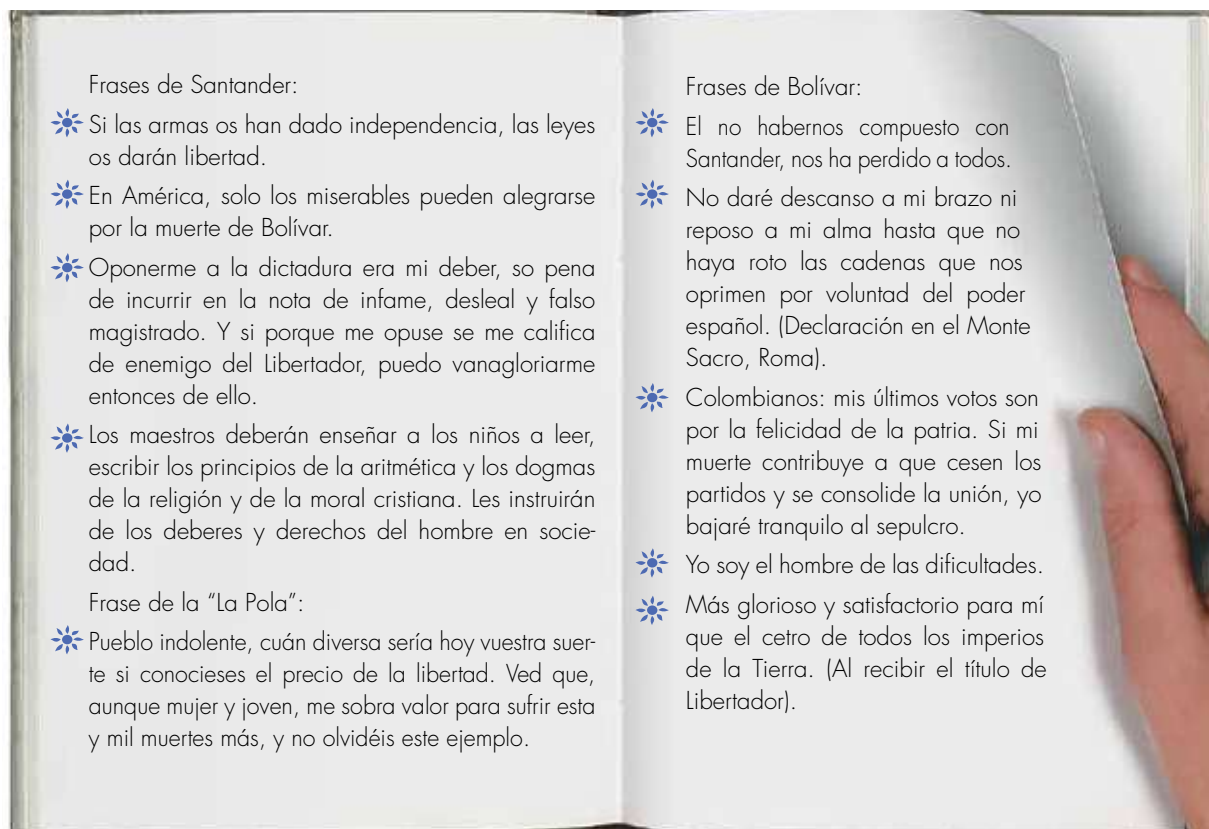 Frases de Santander:
Si las armas os han dado independencia, las leyes
os darán libertad.
En América, solo los miserables pueden alegrarse
por la muerte de Bolívar.
Oponerme a la dictadura era mi deber, so pena
de incurrir en la nota de infame, desleal y falso
magistrado. Y si porque me opuse se me califica
de enemigo del Libertador, puedo vanagloriarme
entonces de ello.
Los maestros deberán enseñar a los niños a leer,
escribir los principios de la aritmética y los dogmas
de la religión y de la moral cristiana. Les instruirán
de los deberes y derechos del hombre en socie-
dad.
Frase de la "La Pola":
Pueblo indolente, cuán diversa sería hoy vuestra suer-
te si conocieses el precio de la libertad. Ved que,
aunque mujer y joven, me sobra valor para sufrir esta
y mil muertes más, y no olvidéis este ejemplo.
Frases de Bolívar:
El no habernos compuesto con
Santander, nos ha perdido a todos.
No daré descanso a mi brazo ni
reposo a mi alma hasta que no
haya roto las cadenas que nos
oprimen por voluntad del poder
español. (Declaración en el Monte
Sacro, Roma).
Colombianos: mis últimos votos son
por la felicidad de la patria. Si mi
muerte contribuye a que cesen los
partidos y se consolide la unión, yo
bajaré tranquilo al sepulcro.
Yo soy el hombre de las dificultades.
Más glorioso y satisfactorio para mí
que el cetro de todos los imperios
de la Tierra. (Al recibir el título de
Libertador).